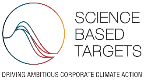 SCIENCE
BASED
TARGETS
DRIVING AMBITIOUS CORPORATE CLIMATE ACTION